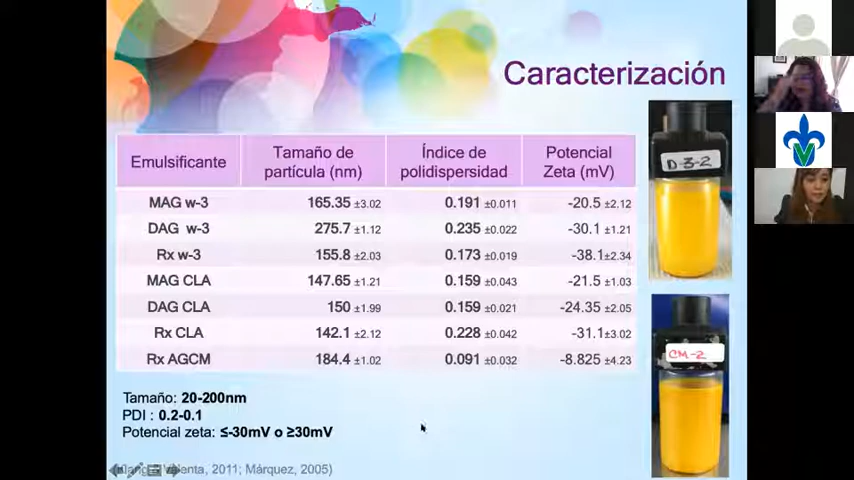 Caracterización
Emulsificante
Tamaño de partícula (nm)
Índice de polidispersidad
Potencial Zeta (mV)
MAG w-3 165.35 ±3.02 0.191 ±0.011 -20.5 ±2.12
DAG w-3 275.7 ±1.12 0.235 ±0.022 -30.1 ±1.21
Rx w-3 155.8 ±2.03 0.173 ±0.019 -38.1±2.34
MAG CLA 147.65 ±1.21 0.159 ±0.043 -21.5 ±1.03
DAG CLA 150 ±1.99 0.159 ±0.021 -24.35 ±2.05
Rx CLA 142.1 ±2.12 0.228 ±0.042 -31.1±3.02
Rx AGCM 184.4 ±1.02 0.091 ±0.032 -8.825 ±4.23
Tamaño: 20-200nm
PDI : 0.2-0.1
Potencial zeta: ≤-30mV o ≥30mV
2011; Márquez, 2005)
D-3-2
CM-2